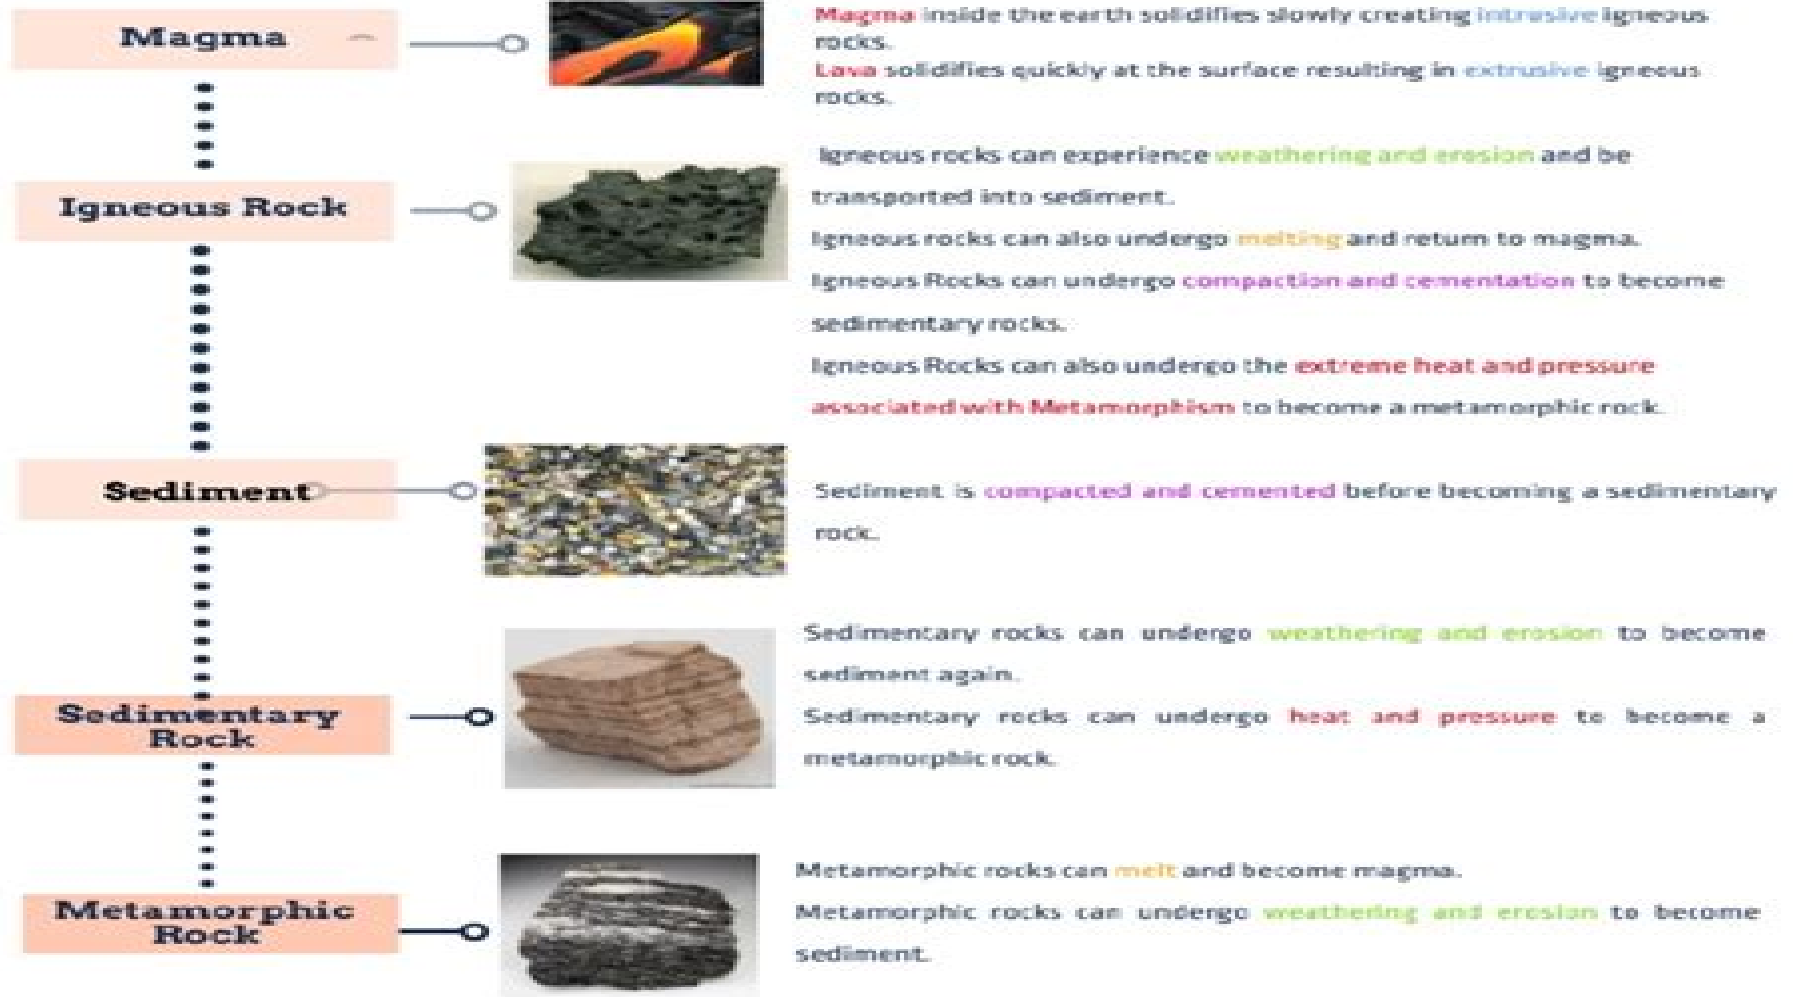 Magma
Magma inside the earth solidifies slowly creating intrusive igneous
rocks.
Lava solidifies quickly at the surface resulting in extrusive igneous
rocks.
Igneous Rock
Igneous rocks can experience weathering and erosion and be
transported into sediment.
Igneous rocks can also undergo melting and return to magma.
Igneous Rocks can undergo compaction and cementation to become
sedimentary rocks.
Igneous Rocks can also undergo the extreme heat and pressure
associated with Metamorphism to become a metamorphic rock.
Sediment
Sediment is compacted and cemented before becoming a sedimentary
rock.
Sedimentary
Rock
Sedimentary rocks can undergo weathering and erosion to become
sediment again.
Sedimentary rocks can undergo heat and pressure to become a
metamorphic rock.
Metamorphic
Rock
Metamorphic rocks can melt and become magma.
Metamorphic rocks can undergo weathering and erosion to become
sediment.